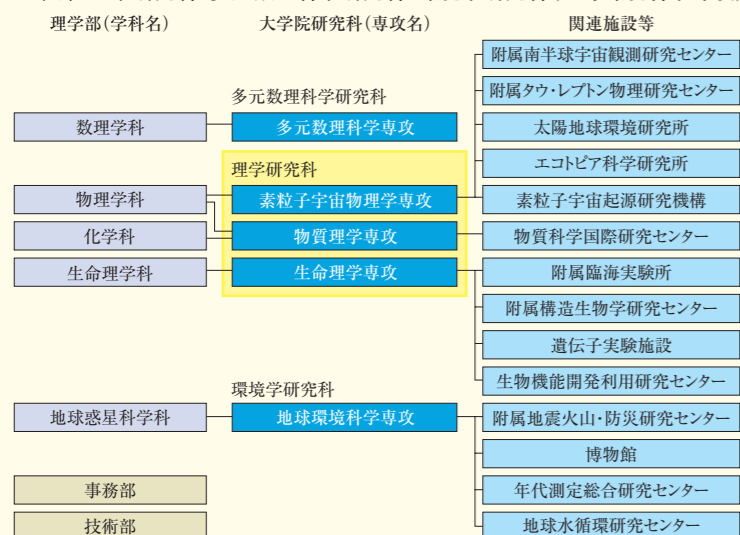 理学部(学科名) 大学院研究科(専攻名) 関連施設等
附属南半球宇宙観測研究センター
多元数理科学研究科 附属タウ・レプトン物理研究センター
数理学科 多元数理科学専攻 太陽地球環境研究所
理学研究科 エコトピア科学研究所
物理学科 素粒子宇宙物理学専攻 素粒子宇宙起源研究機構
化学科 物質理学専攻 物質科学国際研究センター
生命理学科 生命理学専攻 附属臨海実験所
附属構造生物学研究センター
遺伝子実験施設
環境学研究科 生物機能開発利用研究センター
地球惑星科学科 地球環境科学専攻 附属地震火山・防災研究センター
博物館
事務部 年代測定総合研究センター
技術部 地球水循環研究センター